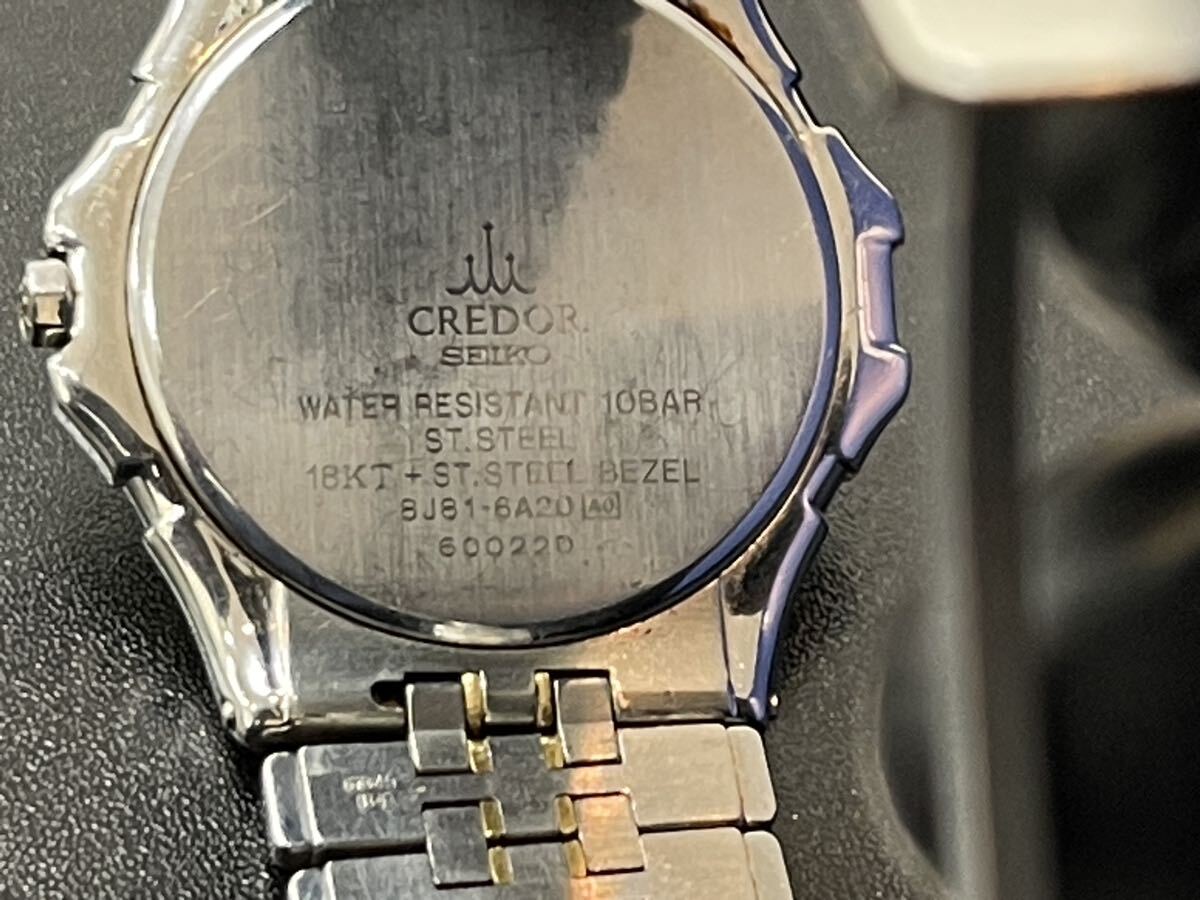 CREDOR
SEIKO
WATER RESISTANT 10BAR
ST.STEEL
18KT + ST.STEEL BEZEL
8J81-6A20 A0
600220